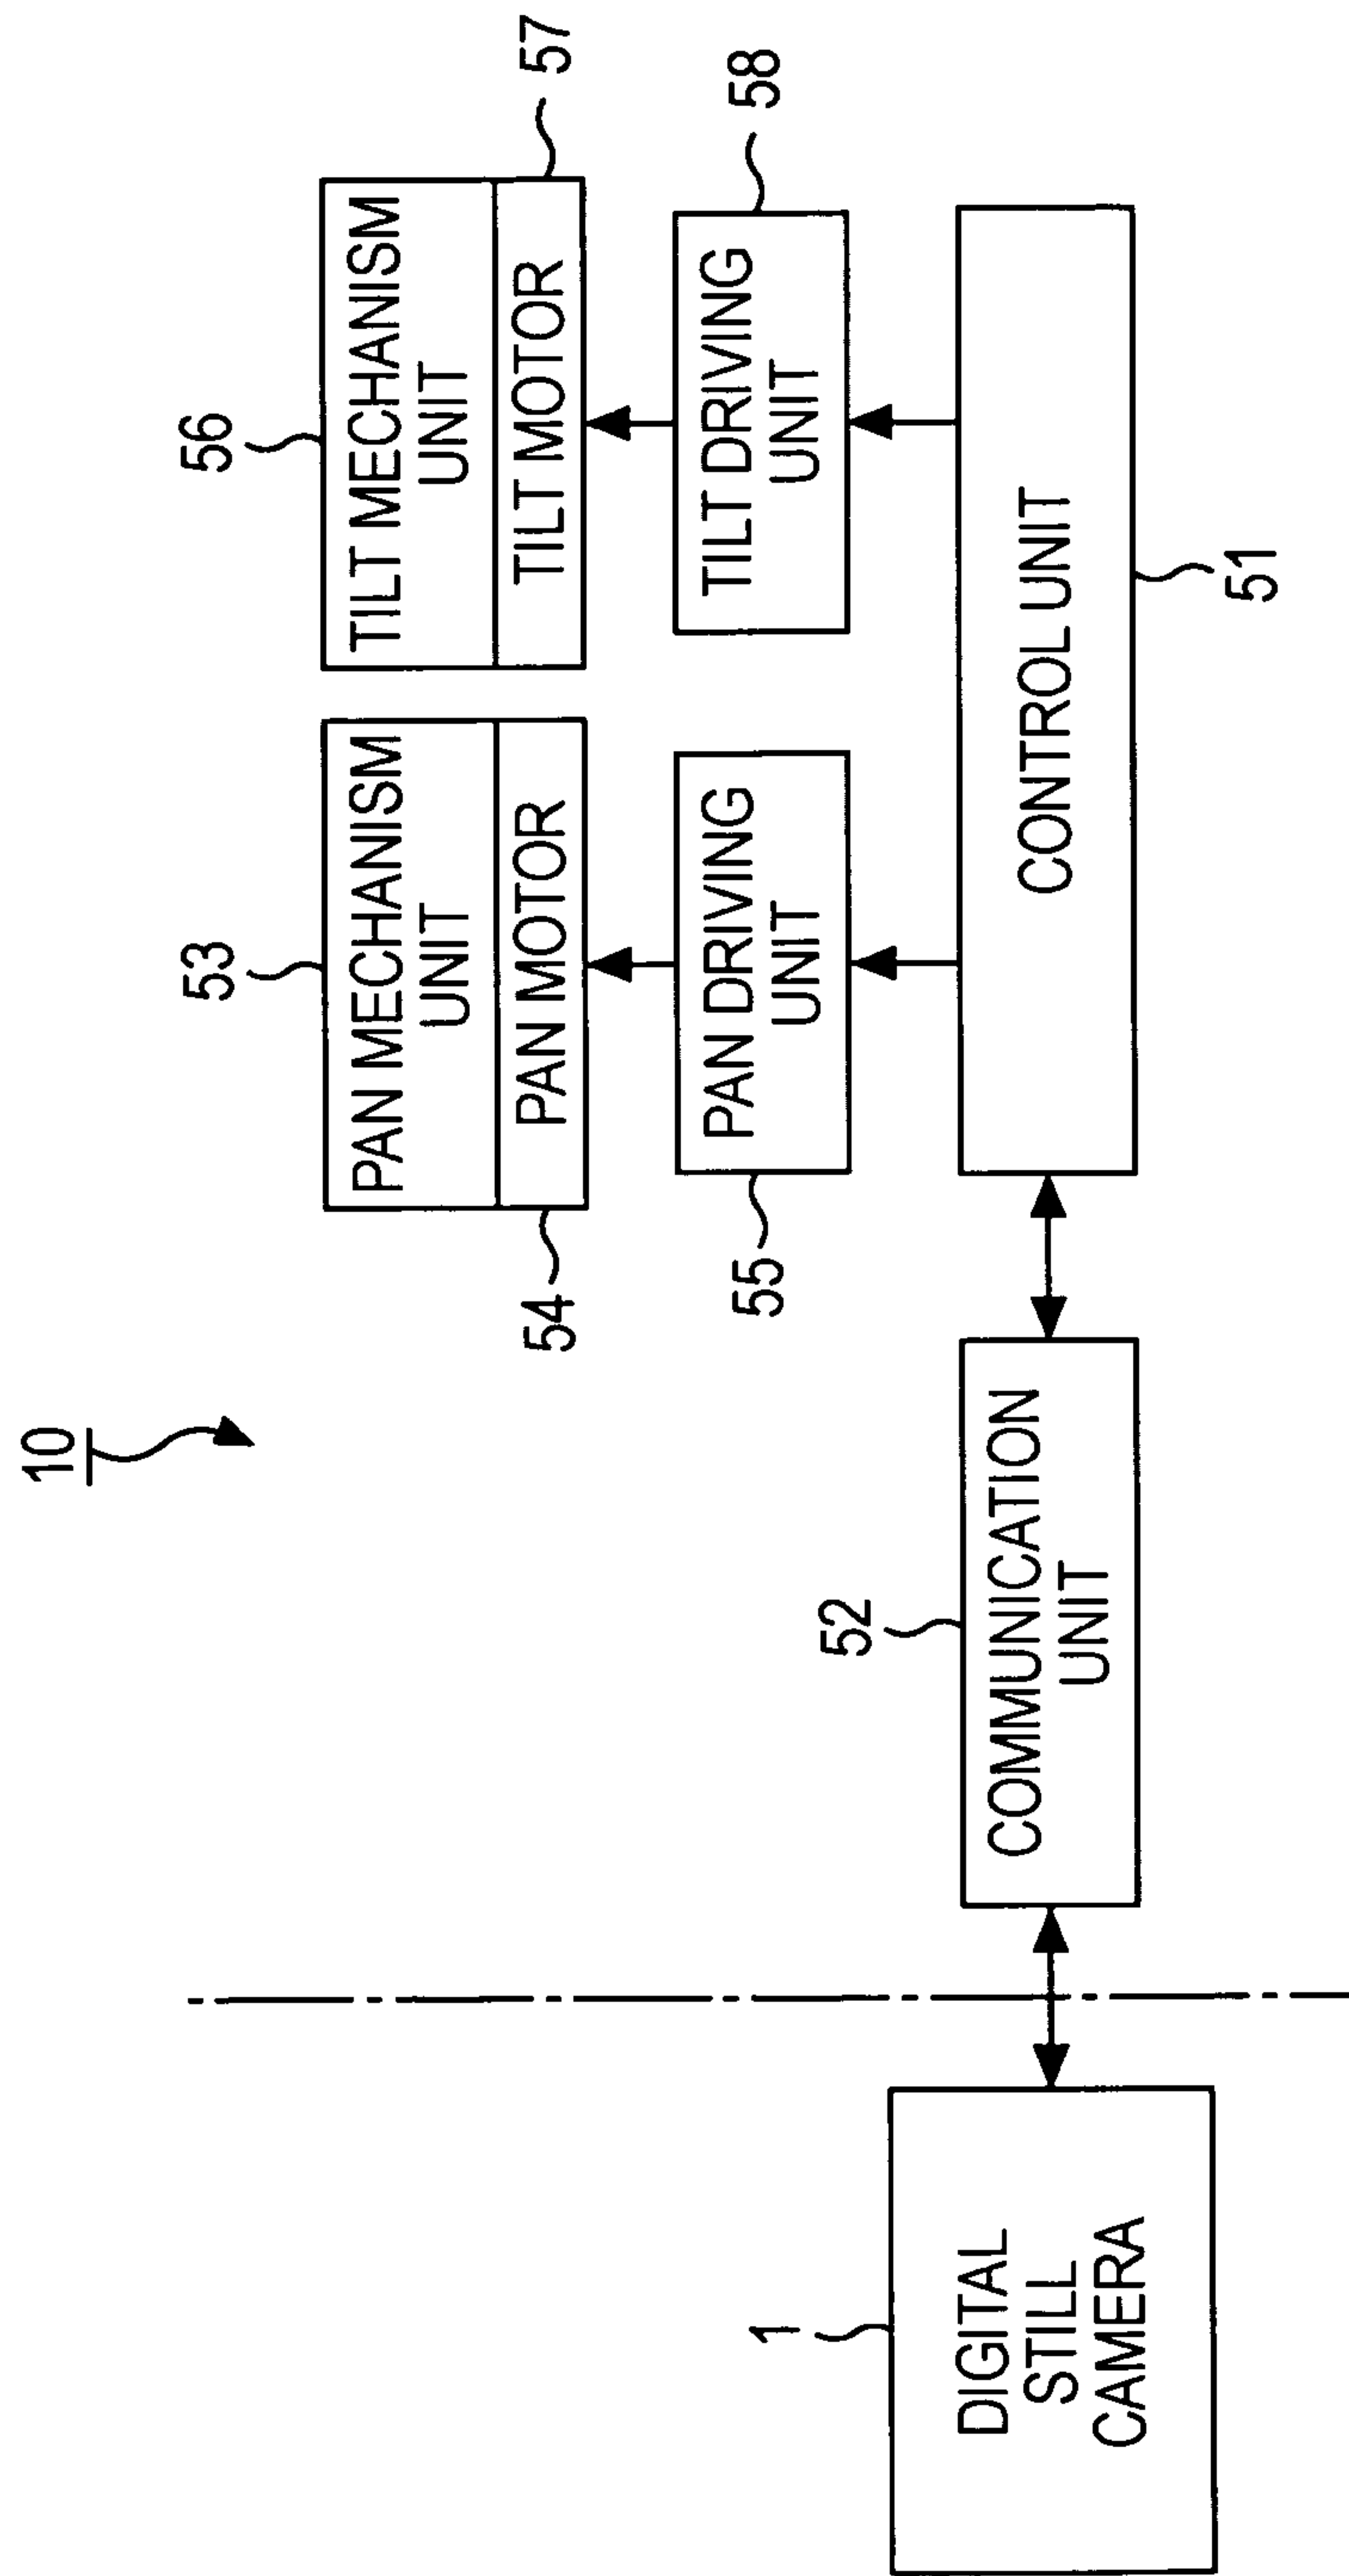 10
53
PAN MECHANISM
UNIT
54
PAN MOTOR
56
TILT MECHANISM
UNIT
TILT MOTOR
57
55
PAN DRIVING
UNIT
TILT DRIVING
UNIT
58
1
DIGITAL
STILL
CAMERA
52
COMMUNICATION
UNIT
CONTROL UNIT
51